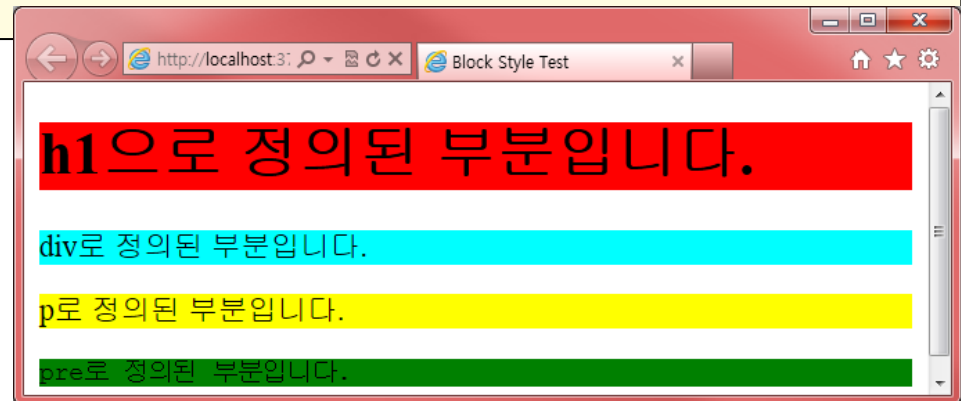 http://localhost:37
Block Style Test
h1으로 정의된 부분입니다.
div로 정의된 부분입니다.
p로 정의된 부분입니다.
pre로 정의된 부분입니다.